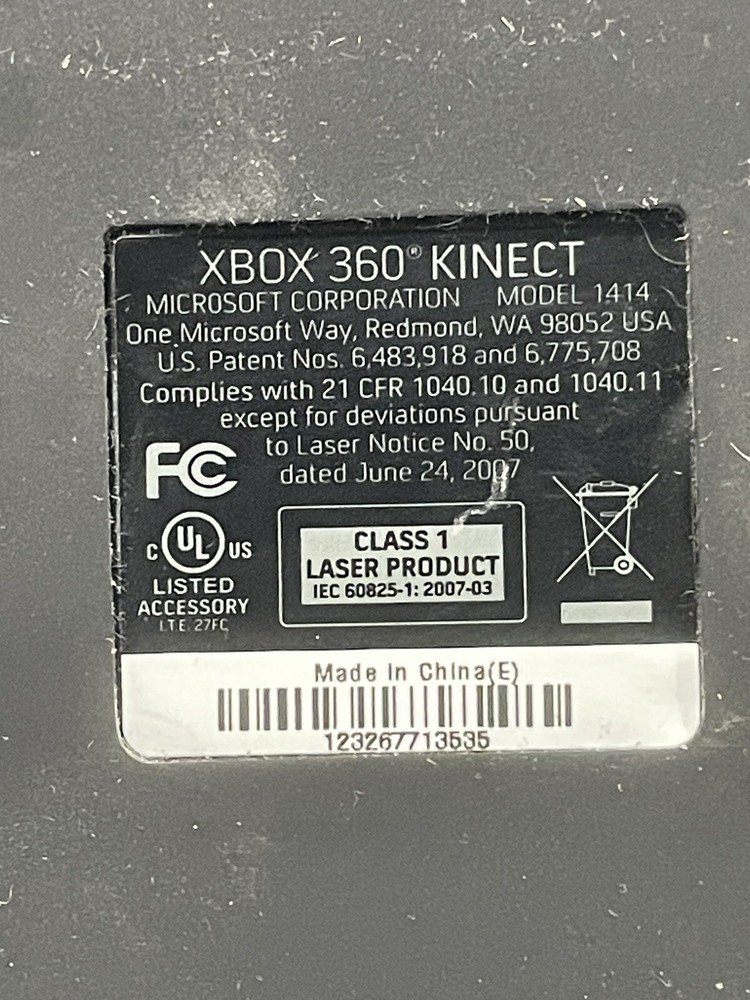 XBOX 360® KINECT
MICROSOFT CORPORATION MODEL 1414
One Microsoft Way, Redmond, WA 98052 USA
U.S. Patent Nos. 6,483,918 and 6,775,708
Complies with 21 CFR 1040.10 and 1040.11
except for deviations pursuant
to Laser Notice No. 50,
dated June 24, 2007
FC
C UL US
LISTED
ACCESSORY
I.T.E. 27FC
CLASS 1
LASER PRODUCT
IEC 60825-1: 2007-03
Made in China(E)
123267713535